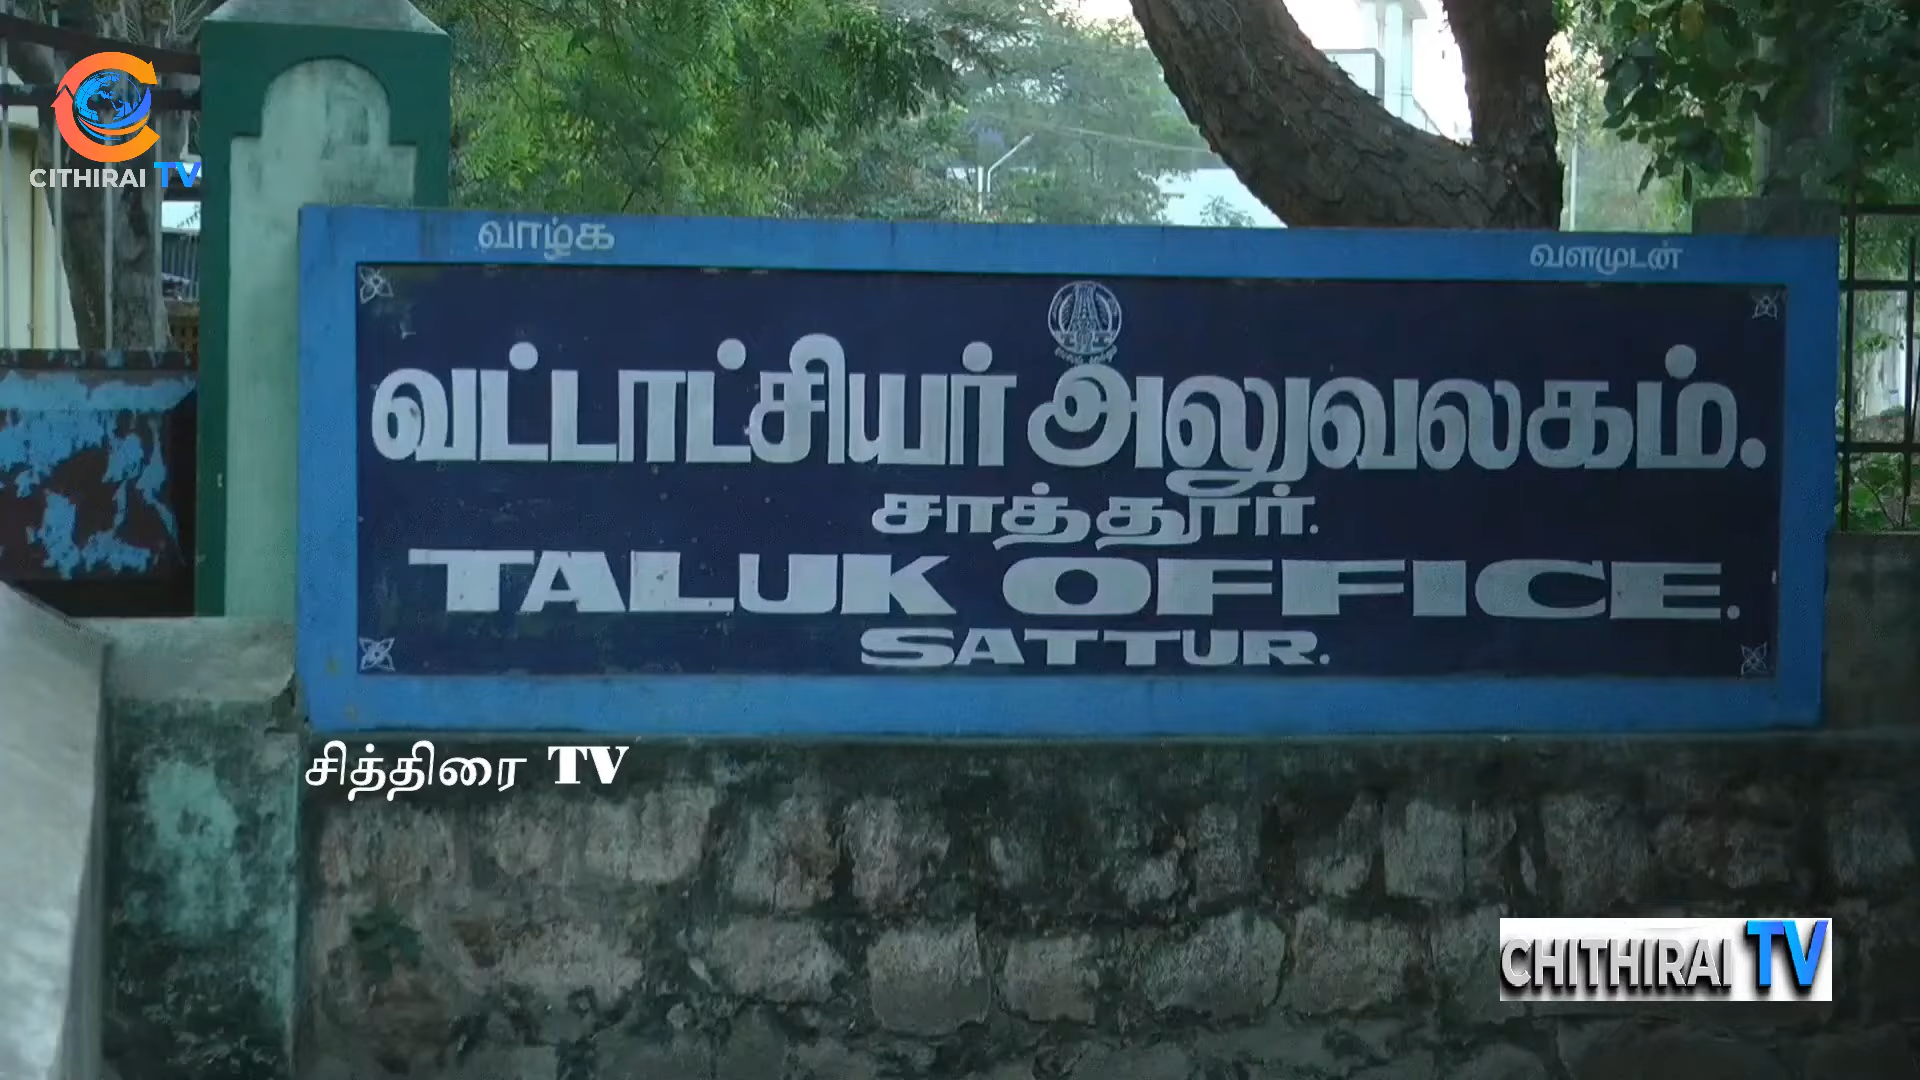 CITHIRAI TV
வாழ்க வளமுடன்
வட்டாட்சியர் அலுவலகம்.
சாத்தூர்.
TALUK OFFICE.
SATTUR.
சித்திரை TV
CHITHIRAI TV